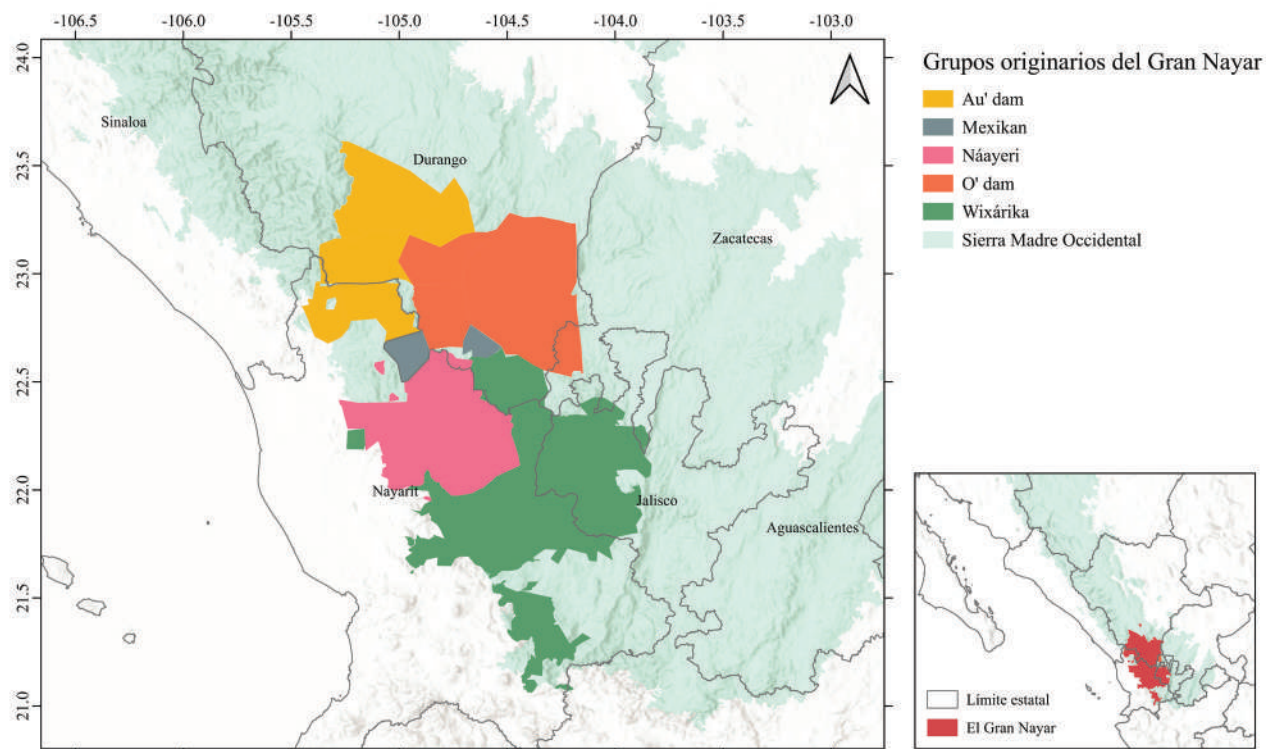 -106.5 -106.0 -105.5 -105.0 -104.5 -104.0 -103.5 -103.0
24.0
23.5
23.0
22.5
22.0
21.5
21.0
Sinaloa
Durango
Zacatecas
Nayarit
Jalisco
Aguascalientes
Grupos originarios del Gran Nayar
Au' dam
Mexikan
Náayeri
O' dam
Wixárika
Sierra Madre Occidental
Límite estatal
El Gran Nayar